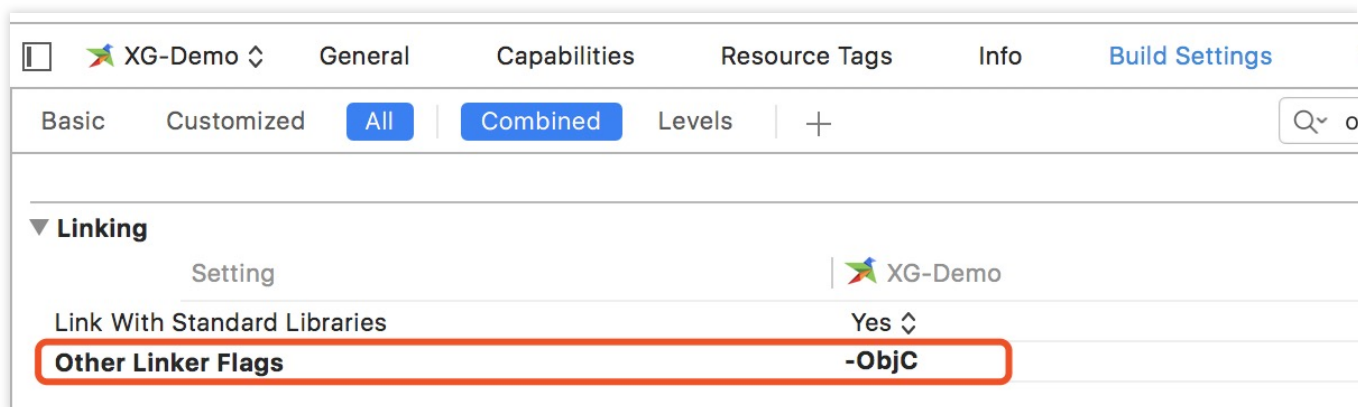 XG-Demo General Capabilities Resource Tags Info Build Settings
Basic Customized All Combined Levels + o
Linking
Setting XG-Demo
Link With Standard Libraries Yes
Other Linker Flags -ObjC